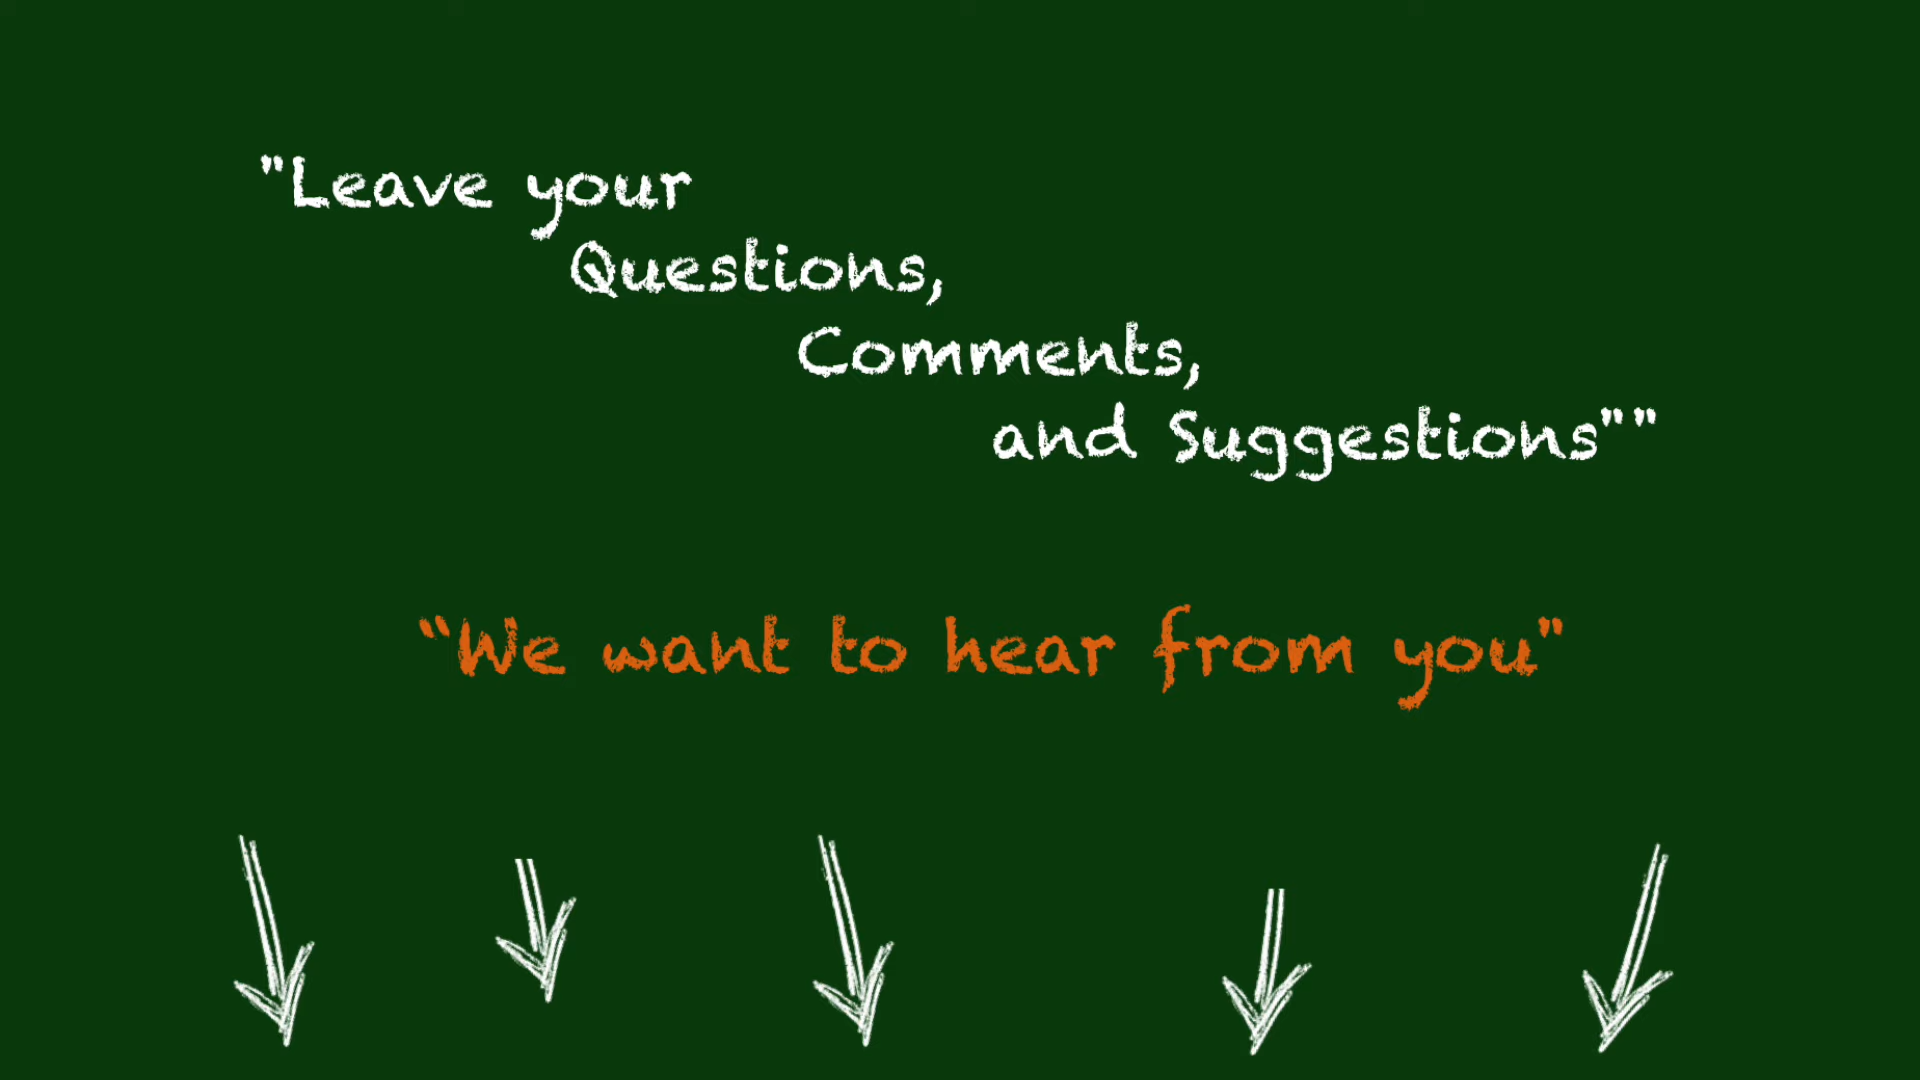 "Leave your
Questions,
Comments,
and Suggestions""
“We want to hear from you"